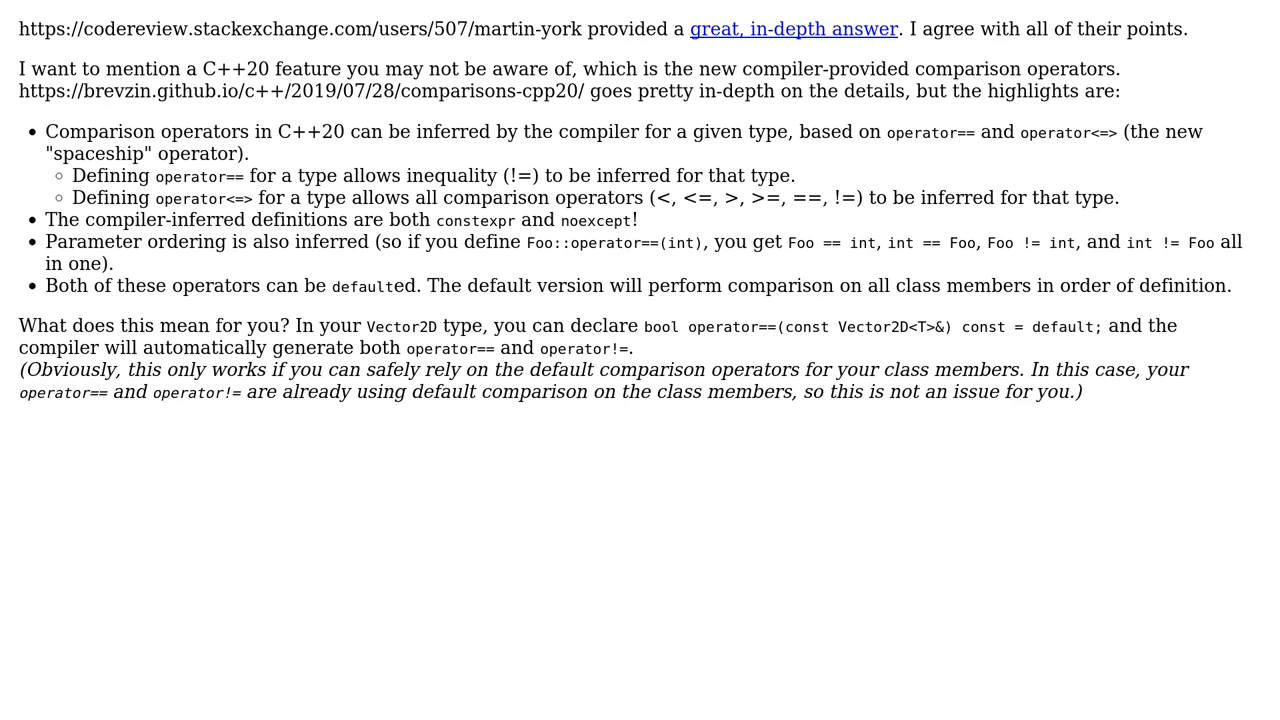 https://codereview.stackexchange.com/users/507/martin-york provided a great, in-depth answer. I agree with all of their points.
I want to mention a C++20 feature you may not be aware of, which is the new compiler-provided comparison operators.
https://brevzin.github.io/c++/2019/07/28/comparisons-cpp20/ goes pretty in-depth on the details, but the highlights are:
• Comparison operators in C++20 can be inferred by the compiler for a given type, based on operator== and operator<=> (the new
"spaceship" operator).
◦ Defining operator== for a type allows inequality (!=) to be inferred for that type.
◦ Defining operator<=> for a type allows all comparison operators (<, <=, >, >=, ==, !=) to be inferred for that type.
• The compiler-inferred definitions are both constexpr and noexcept!
• Parameter ordering is also inferred (so if you define Foo::operator==(int), you get Foo == int, int == Foo, Foo != int, and int != Foo all
in one).
• Both of these operators can be defaulted. The default version will perform comparison on all class members in order of definition.
What does this mean for you? In your Vector2D type, you can declare bool operator==(const Vector2D<T>&) const = default; and the
compiler will automatically generate both operator== and operator!=.
(Obviously, this only works if you can safely rely on the default comparison operators for your class members. In this case, your
operator== and operator!= are already using default comparison on the class members, so this is not an issue for you.)